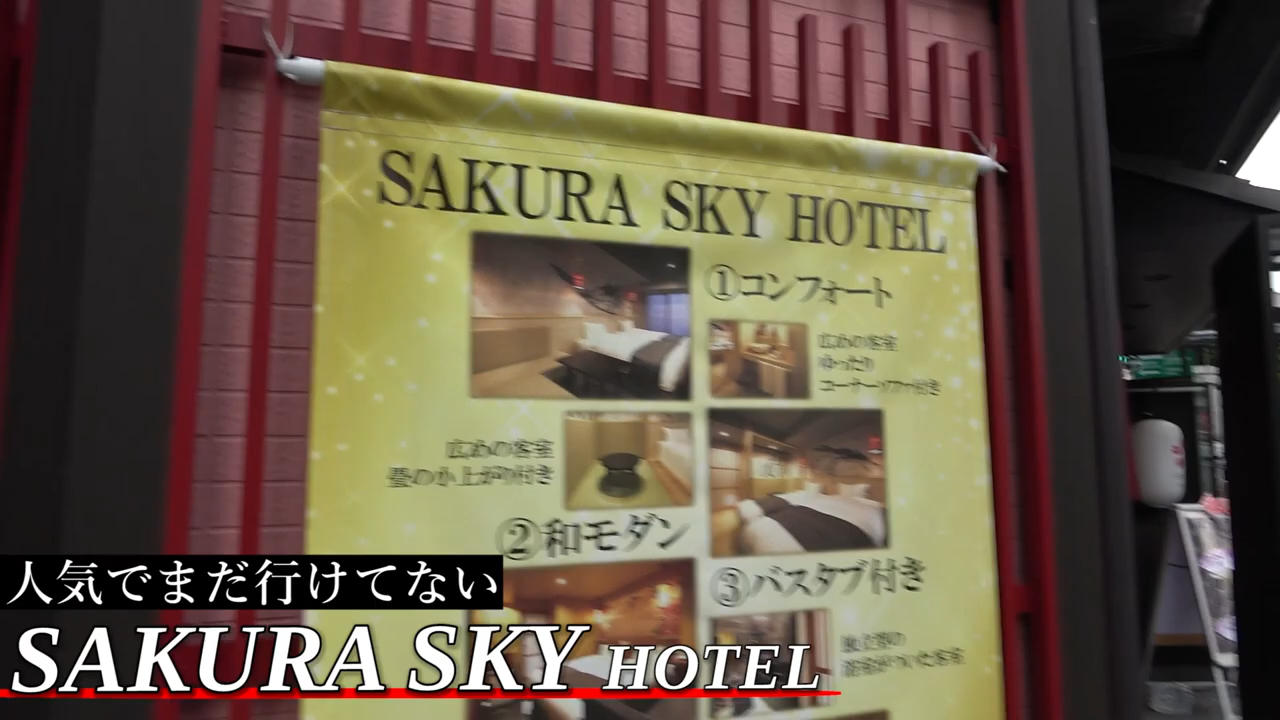 SAKURA SKY HOTEL
①コンフォート
広めの客室
ゆったり
コーナーソファ付き
広めの客室
畳の小上がり付き
②和モダン
③バスタブ付き
人気でまだ行けてない
SAKURA SKY HOTEL